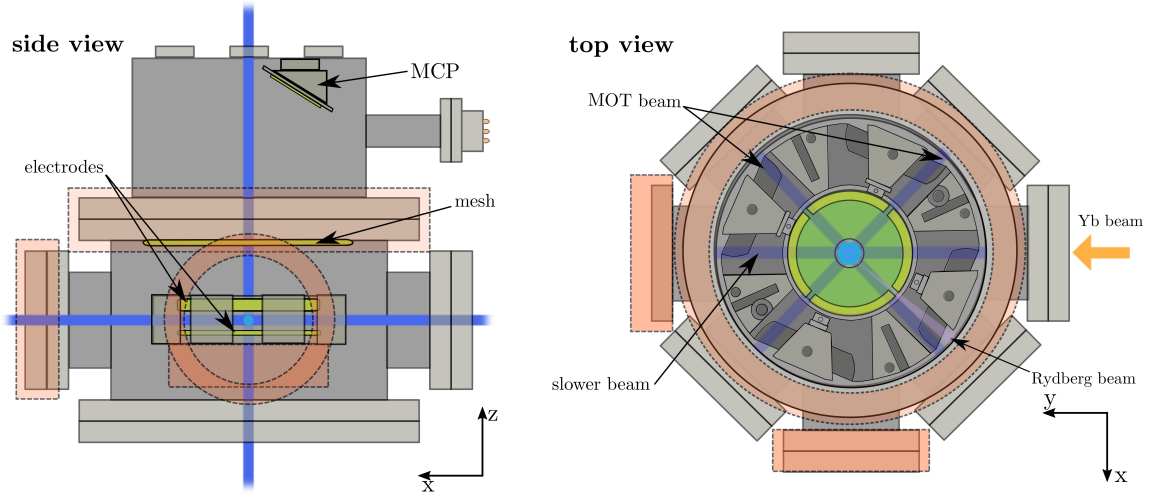 side view
MCP
electrodes
mesh
z
x
top view
MOT beam
Yb beam
slower beam
Rydberg beam
y
x